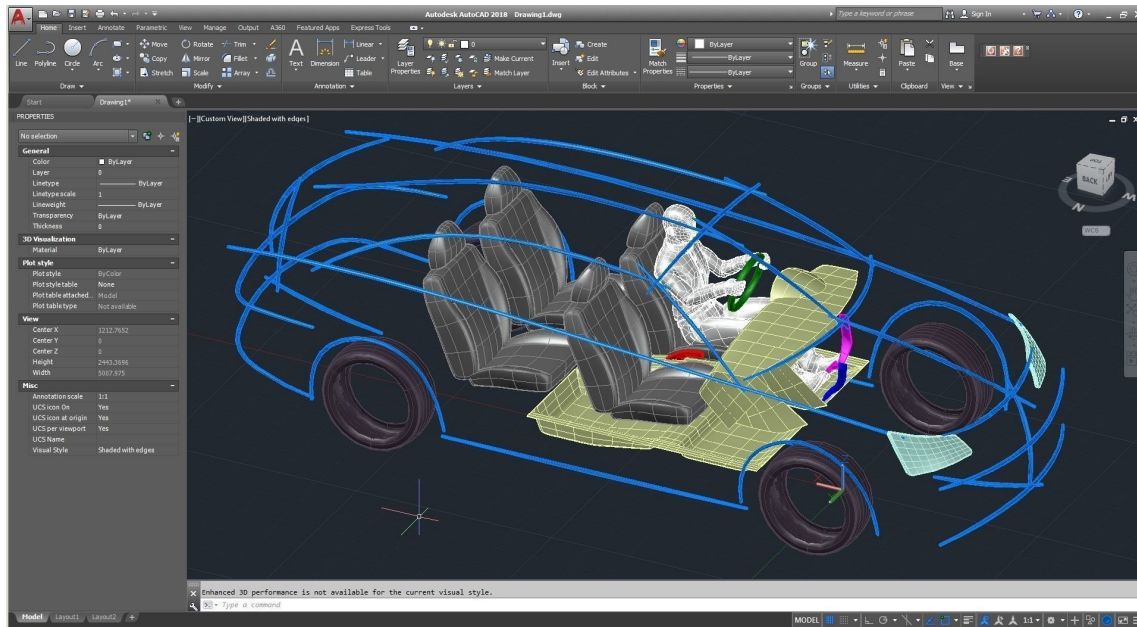 Autodesk AutoCAD 2018 Drawing1.dwg
Type a keyword or phrase
Sign In
Home Insert Annotate Parametric View Manage Output A360 Featured Apps Express Tools
Line Polyline Circle Arc
Move Rotate Trim
Copy Mirror Fillet
Stretch Scale Array
Text Dimension
Linear
Leader
Table
Layer Properties
0
Make Current
Match Layer
Insert
Create
Edit
Edit Attributes
Match Properties
ByLayer
ByLayer
ByLayer
Group
Measure
Paste
Base
Draw Modify Annotation Layers Block Properties Groups Utilities Clipboard View
Start Drawing1*
PROPERTIES
No selection
General
Color ByLayer
Layer 0
Linetype ByLayer
Linetype scale 1
Lineweight ByLayer
Transparency ByLayer
Thickness 0
3D Visualization
Material ByLayer
Plot style
Plot style ByColor
Plot style table None
Plot table attached... Model
Plot table type Not available
View
Center X 1212.7652
Center Y 0
Center Z 0
Height 2443.3696
Width 5087.975
Misc
Annotation scale 1:1
UCS icon On Yes
UCS icon at origin Yes
UCS per viewport Yes
UCS Name
Visual Style Shaded with edges
[-][Custom View][Shaded with edges]
TOP
BACK
N
WCS
Enhanced 3D performance is not available for the current visual style.
Type a command
Model Layout1 Layout2
MODEL
1:1